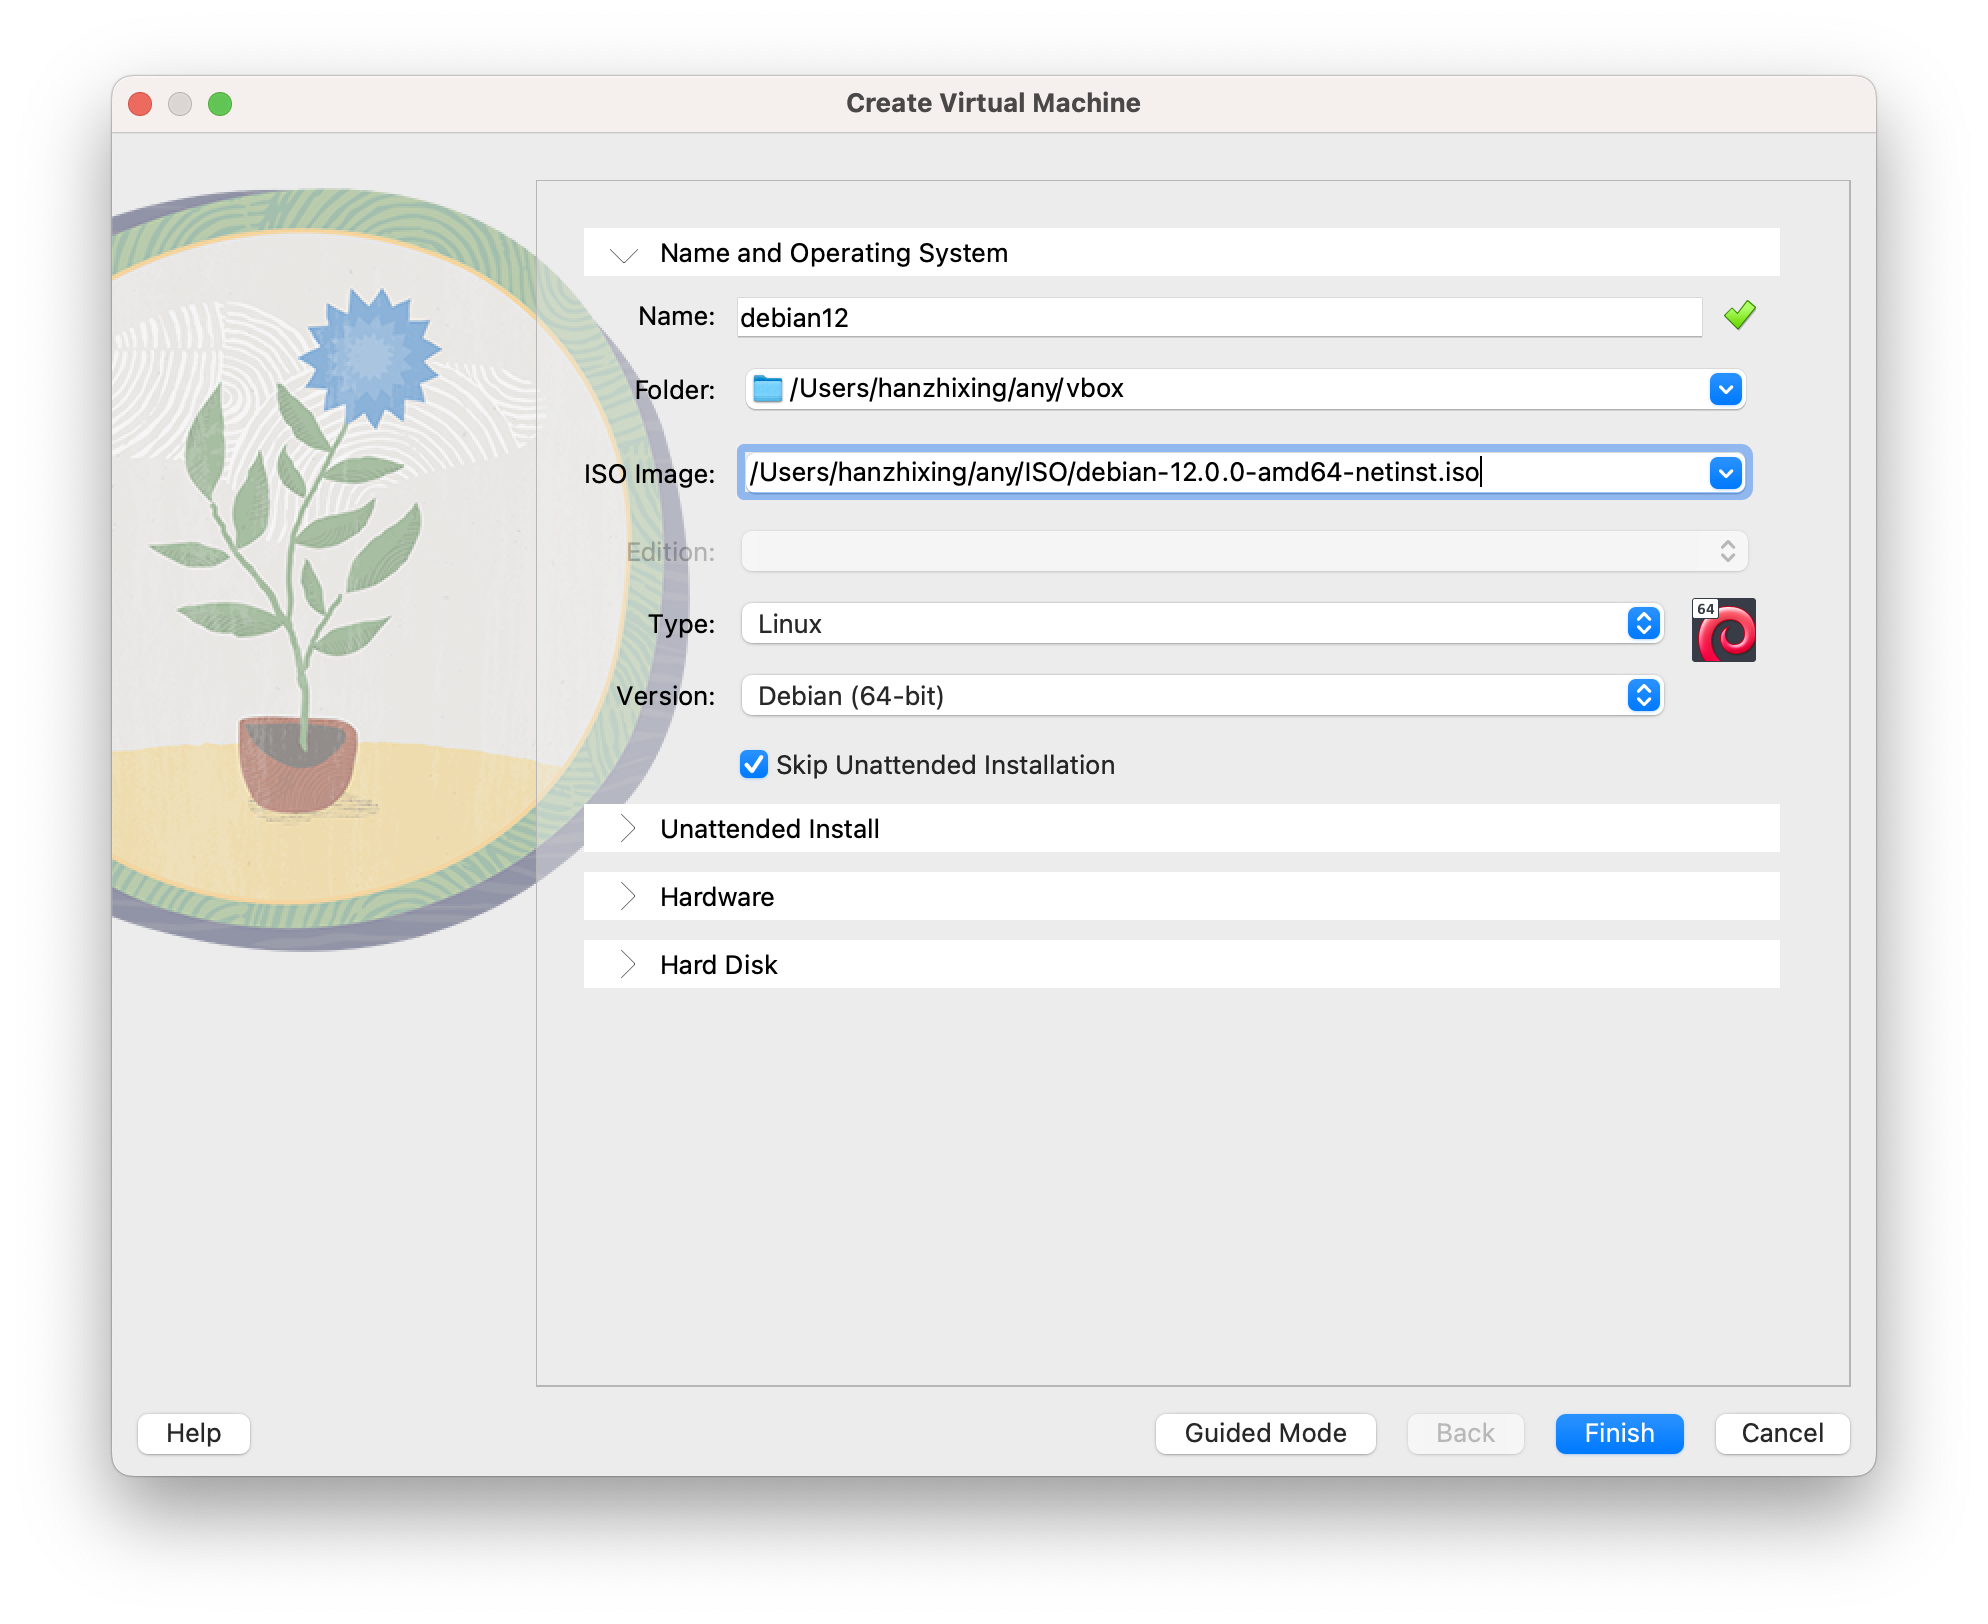 Create Virtual Machine
Name and Operating System
Name: debian12
Folder: /Users/hanzhixing/any/vbox
ISO Image: /Users/hanzhixing/any/ISO/debian-12.0.0-amd64-netinst.iso
Edition:
Type: Linux
64
Version: Debian (64-bit)
Skip Unattended Installation
Unattended Install
Hardware
Hard Disk
Help Guided Mode Back Finish Cancel